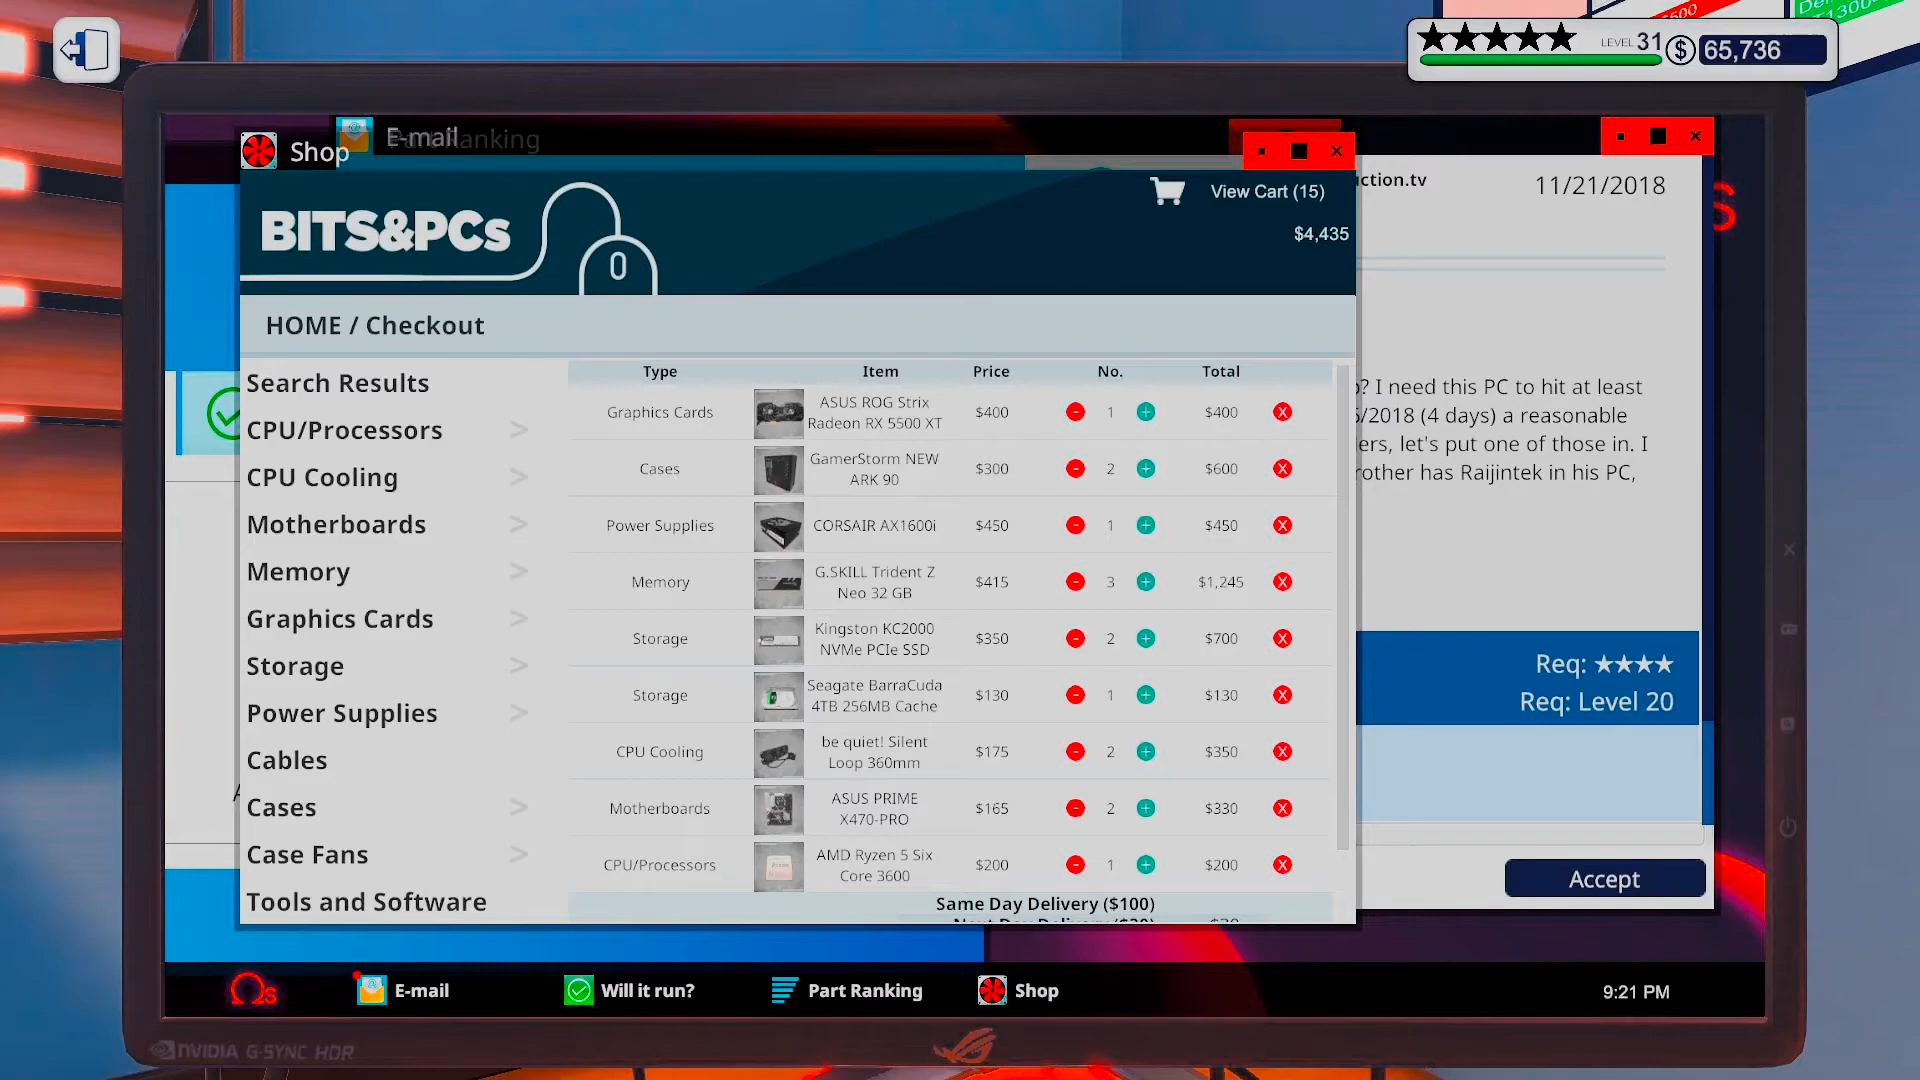 $500
LEVEL 31
$ 65,736
Shop
E-mail
Part Ranking
BITS&PCs
View Cart (15)
$4,435
uction.tv
11/21/2018
HOME / Checkout
Search Results
CPU/Processors >
CPU Cooling >
Motherboards >
Memory >
Graphics Cards >
Storage >
Power Supplies >
Cables
Cases >
Case Fans >
Tools and Software
Type Item Price No. Total
Graphics Cards ASUS ROG Strix Radeon RX 5500 XT $400 - 1 + $400 X
Cases GamerStorm NEW ARK 90 $300 - 2 + $600 X
Power Supplies CORSAIR AX1600i $450 - 1 + $450 X
Memory G.SKILL Trident Z Neo 32 GB $415 - 3 + $1,245 X
Storage Kingston KC2000 NVMe PCIe SSD $350 - 2 + $700 X
Storage Seagate BarraCuda 4TB 256MB Cache $130 - 1 + $130 X
CPU Cooling be quiet! Silent Loop 360mm $175 - 2 + $350 X
Motherboards ASUS PRIME X470-PRO $165 - 2 + $330 X
CPU/Processors AMD Ryzen 5 Six Core 3600 $200 - 1 + $200 X
Same Day Delivery ($100)
? I need this PC to hit at least
/2018 (4 days) a reasonable
ers, let's put one of those in. I
rother has Raijintek in his PC,
Req: ★★★★
Req: Level 20
Accept
Ωs
E-mail
Will it run?
Part Ranking
Shop
9:21 PM
NVIDIA G-SYNC HDR